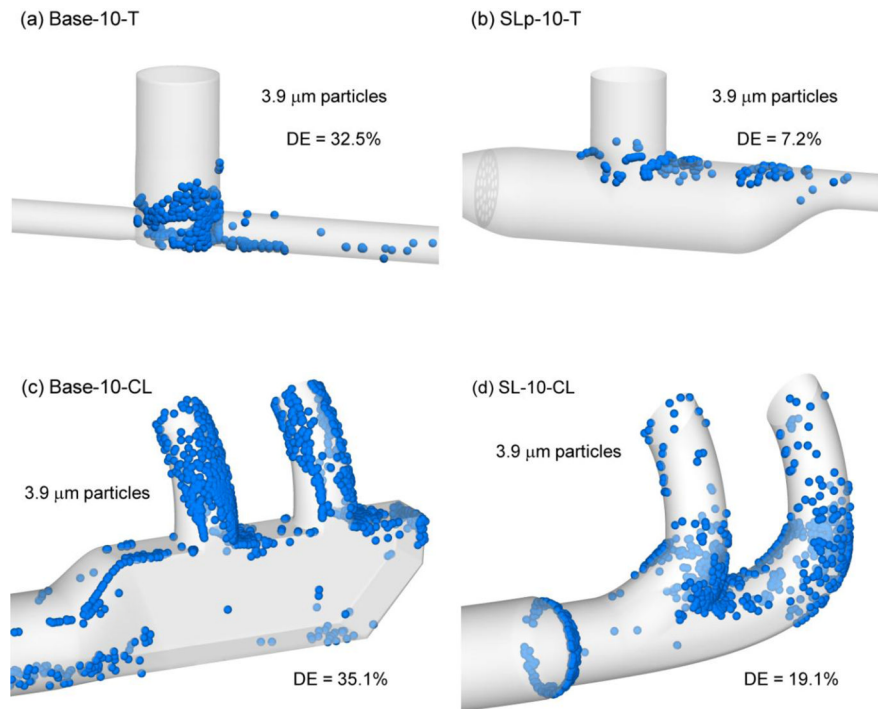 (a) Base-10-T
3.9 μm particles
DE = 32.5%
(b) SLp-10-T
3.9 μm particles
DE = 7.2%
(c) Base-10-CL
3.9 μm particles
DE = 35.1%
(d) SL-10-CL
3.9 μm particles
DE = 19.1%